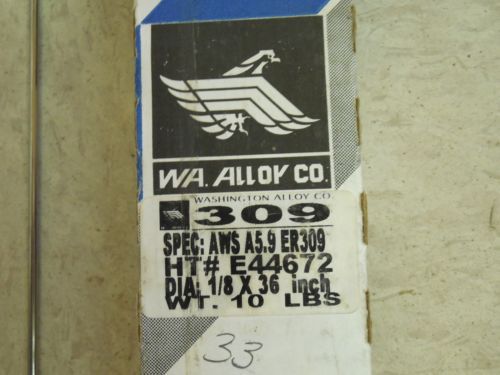 WA. ALLOY CO.
WASHINGTON ALLOY CO.
309
SPEC: AWS A5.9 ER309
HT# E44672
DIA: 1/8 X 36 inch
WT. 10 LBS
33